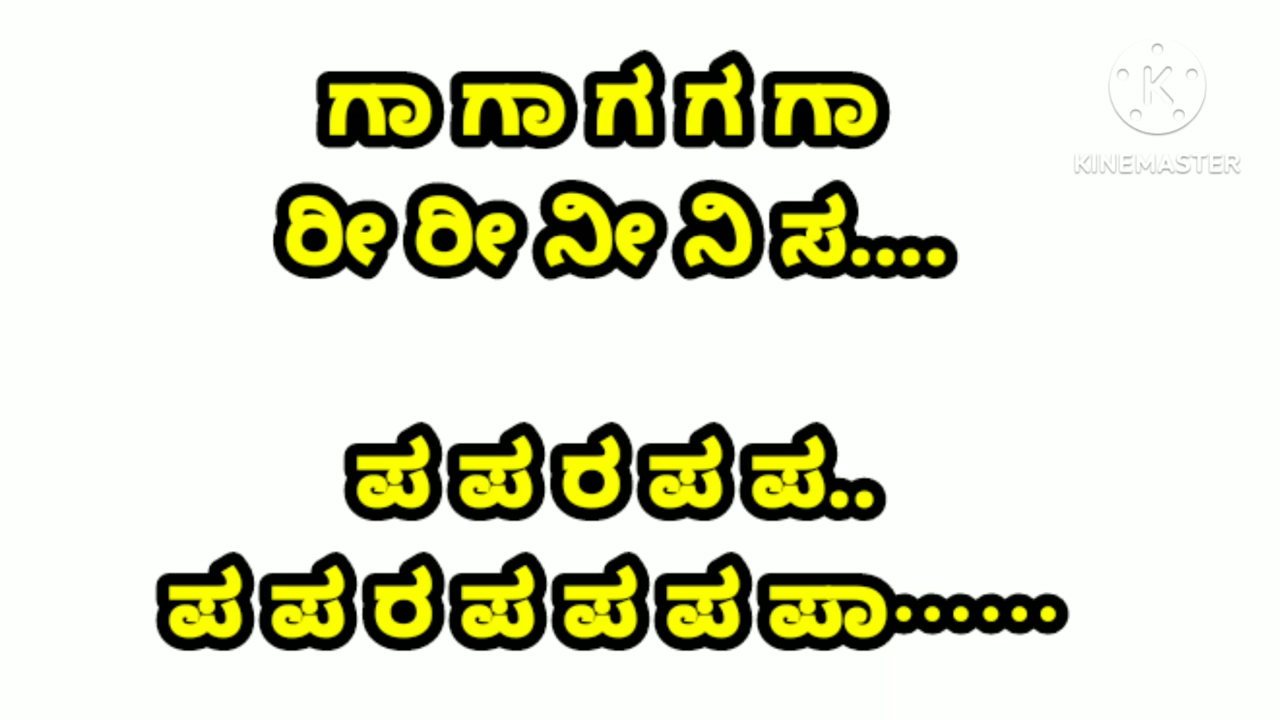 ಗಾ ಗಾ ಗ ಗ ಗಾ
ರೀ ರೀ ನೀ ನಿ ಸ....
ಪ ಪ ರ ಪ ಪ..
ಪ ಪ ರ ಪ ಪ ಪ ಪಾ......
KINEMASTER